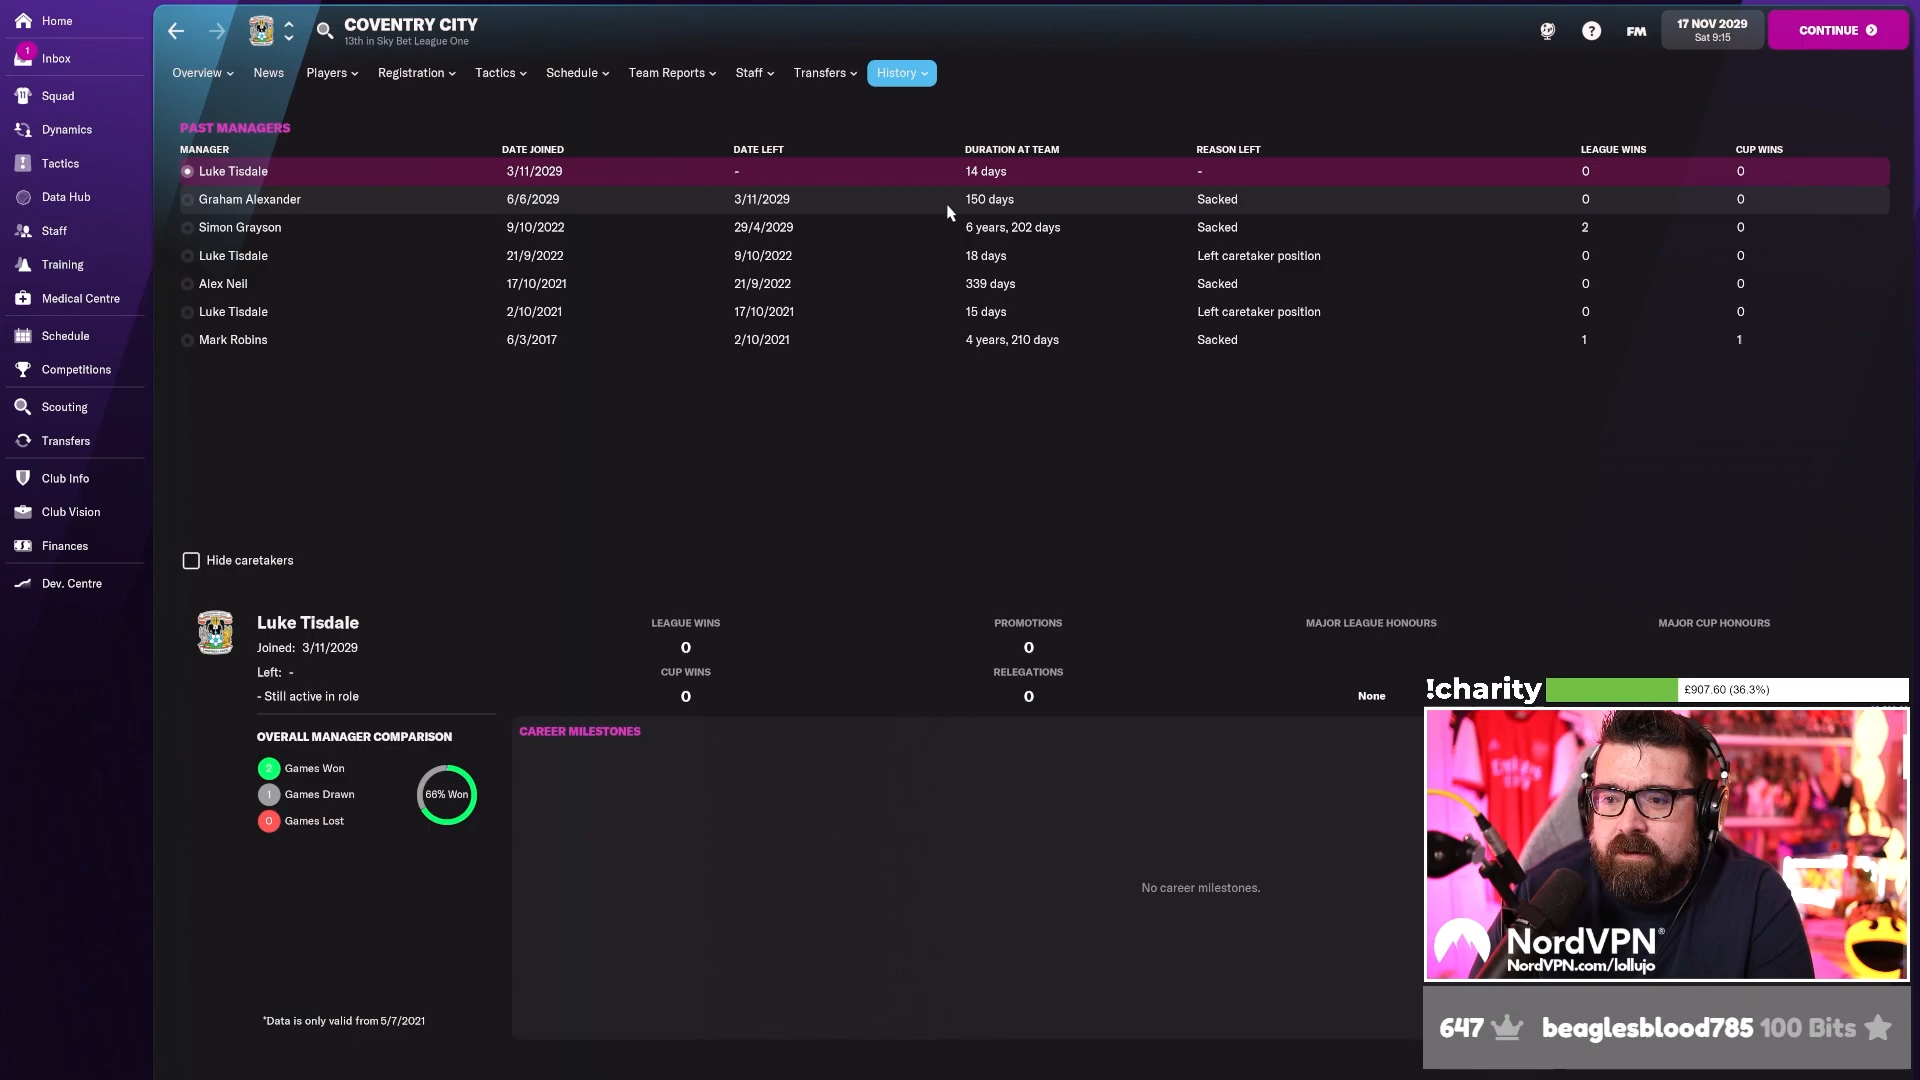 Home
COVENTRY CITY
13th in Sky Bet League One
17 NOV 2029
Sat 9:15
CONTINUE
FM
?
1
Inbox
Overview News Players Registration Tactics Schedule Team Reports Staff Transfers History
Squad
Dynamics
Tactics
Data Hub
Staff
Training
Medical Centre
Schedule
Competitions
Scouting
Transfers
Club Info
Club Vision
Finances
Dev. Centre
PAST MANAGERS
MANAGER DATE JOINED DATE LEFT DURATION AT TEAM REASON LEFT LEAGUE WINS CUP WINS
Luke Tisdale 3/11/2029 - 14 days - 0 0
Graham Alexander 6/6/2029 3/11/2029 150 days Sacked 0 0
Simon Grayson 9/10/2022 29/4/2029 6 years, 202 days Sacked 2 0
Luke Tisdale 21/9/2022 9/10/2022 18 days Left caretaker position 0 0
Alex Neil 17/10/2021 21/9/2022 339 days Sacked 0 0
Luke Tisdale 2/10/2021 17/10/2021 15 days Left caretaker position 0 0
Mark Robins 6/3/2017 2/10/2021 4 years, 210 days Sacked 1 1
Hide caretakers
Luke Tisdale
Joined: 3/11/2029
Left: -
- Still active in role
LEAGUE WINS PROMOTIONS MAJOR LEAGUE HONOURS MAJOR CUP HONOURS
0 0
CUP WINS RELEGATIONS
0 0 None
OVERALL MANAGER COMPARISON
2 Games Won
1 Games Drawn
0 Games Lost
66% Won
CAREER MILESTONES
No career milestones.
*Data is only valid from 5/7/2021
!charity £907.60 (36.3%)
NordVPN®
NordVPN.com/lollujo
647 beaglesblood785 100 Bits